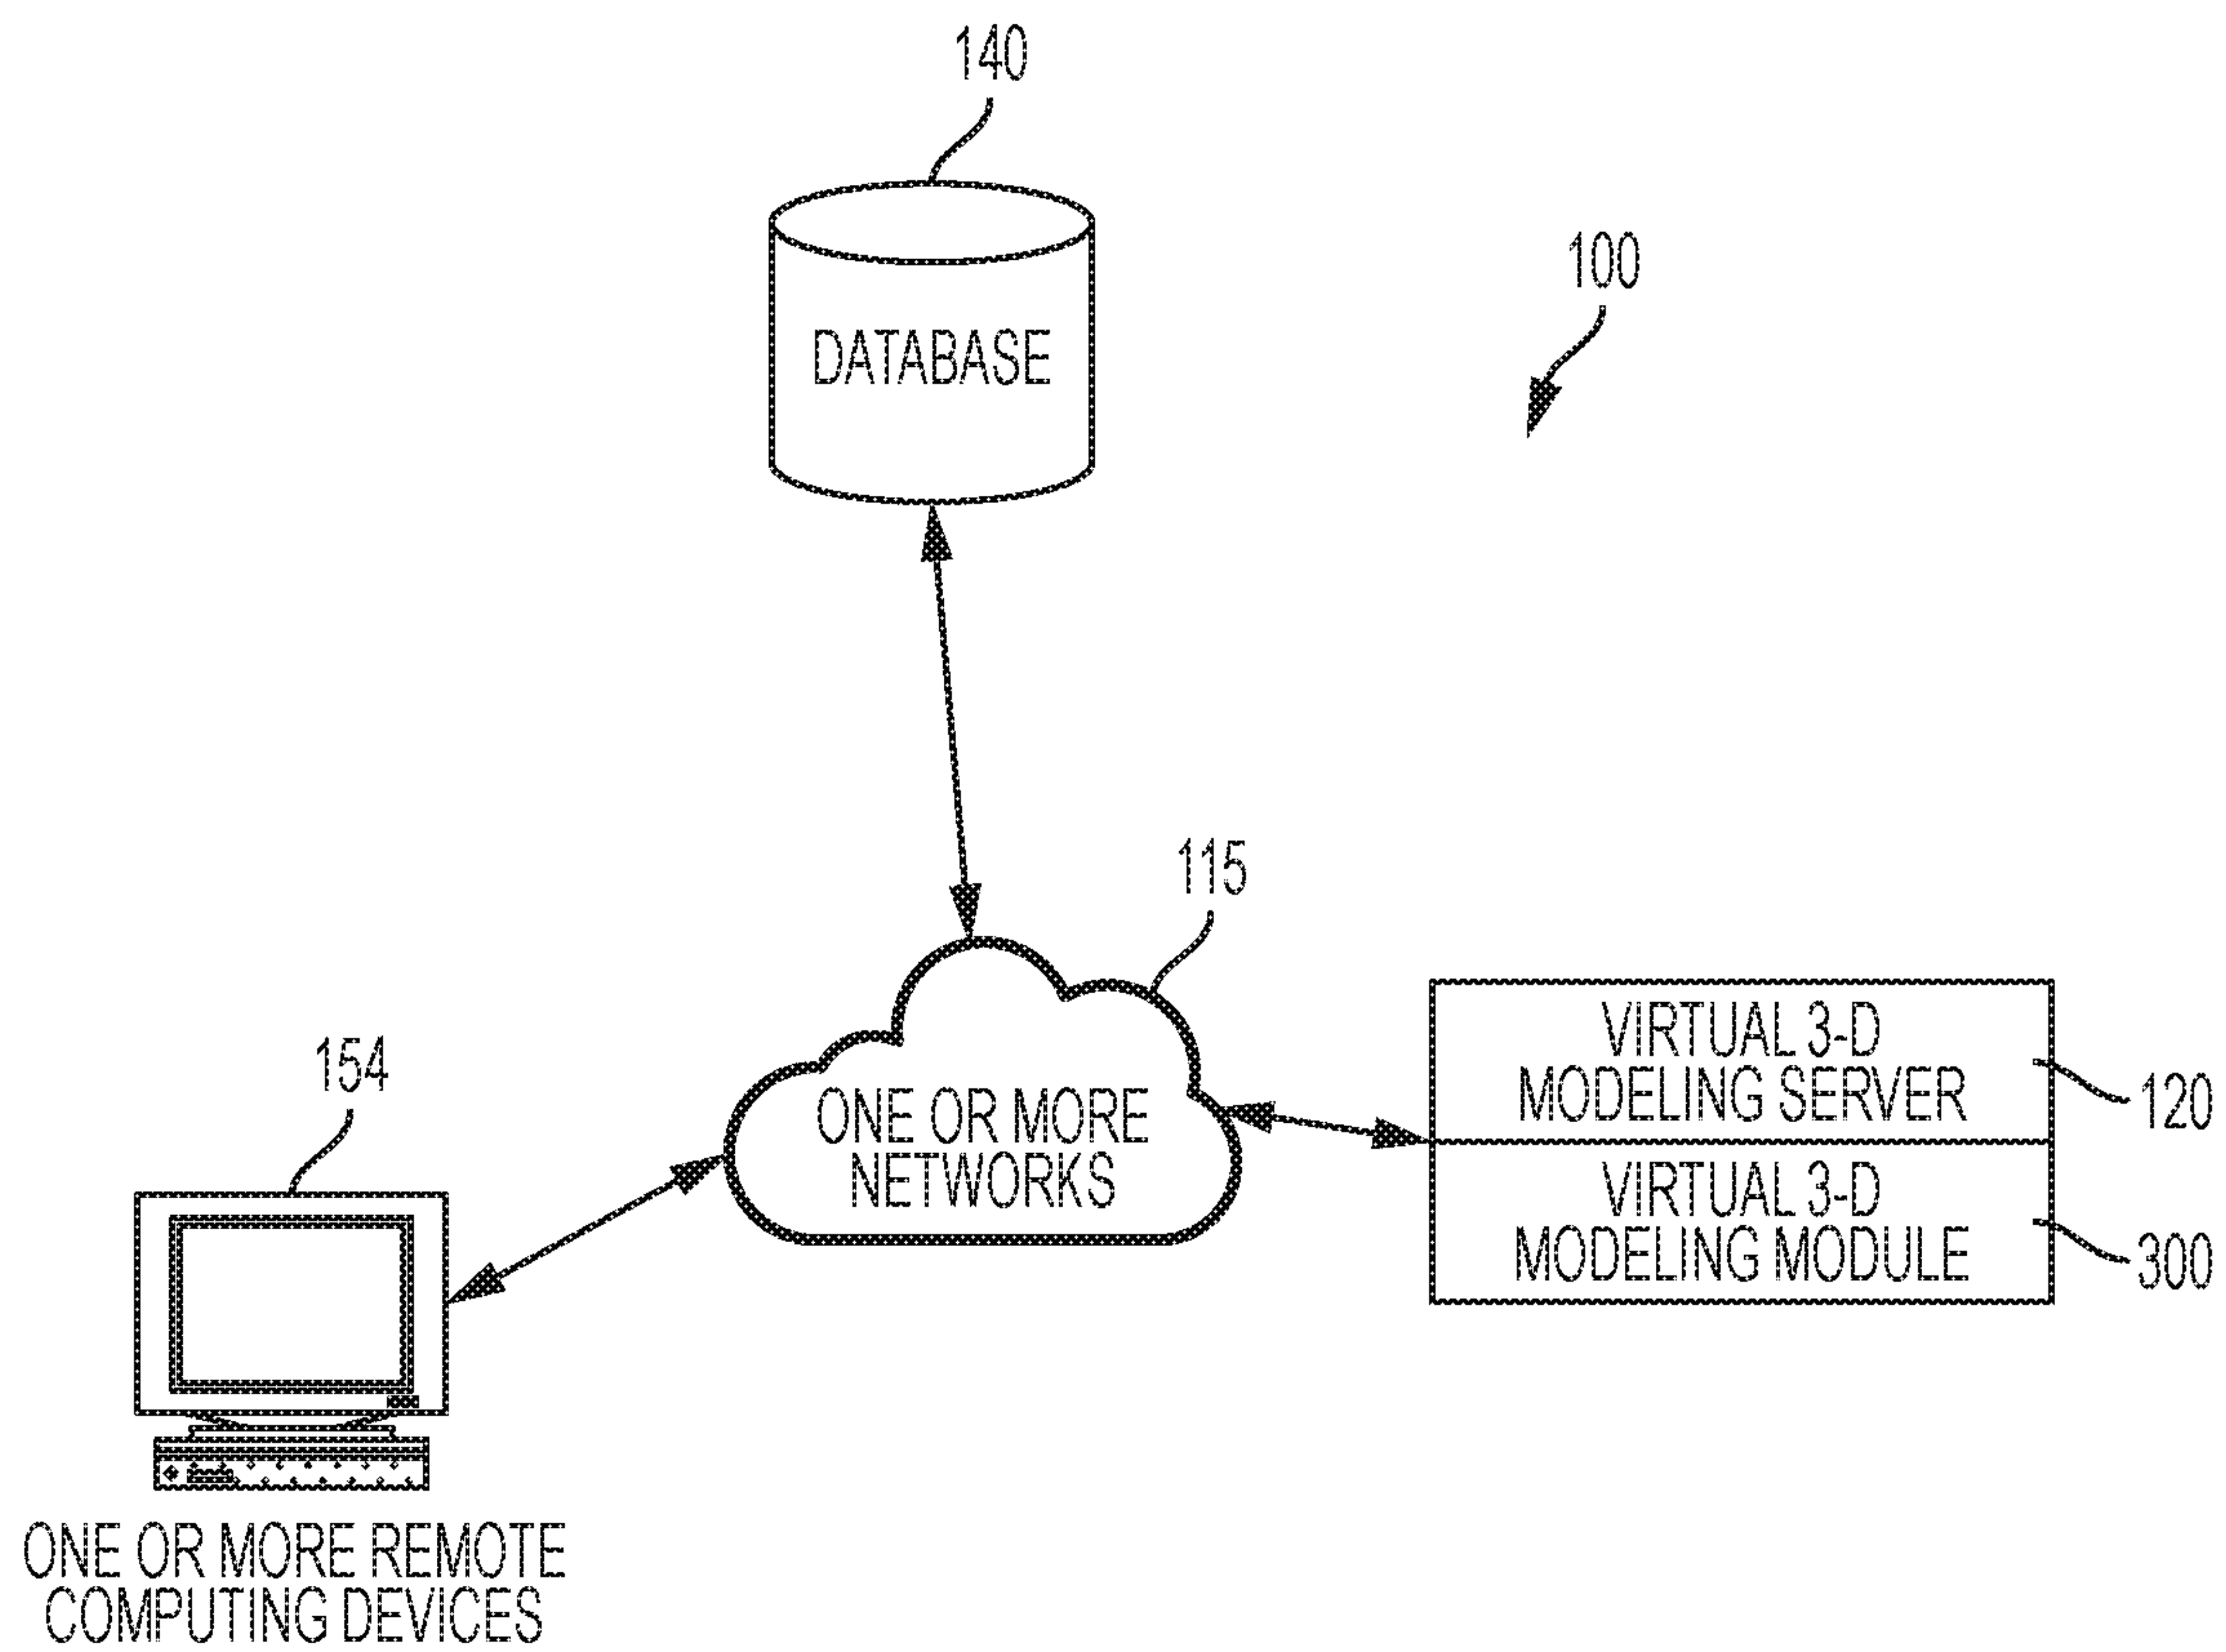 140
100
DATABASE
115
154
ONE OR MORE
NETWORKS
VIRTUAL 3-D
MODELING SERVER
120
VIRTUAL 3-D
MODELING MODULE
300
ONE OR MORE REMOTE
COMPUTING DEVICES